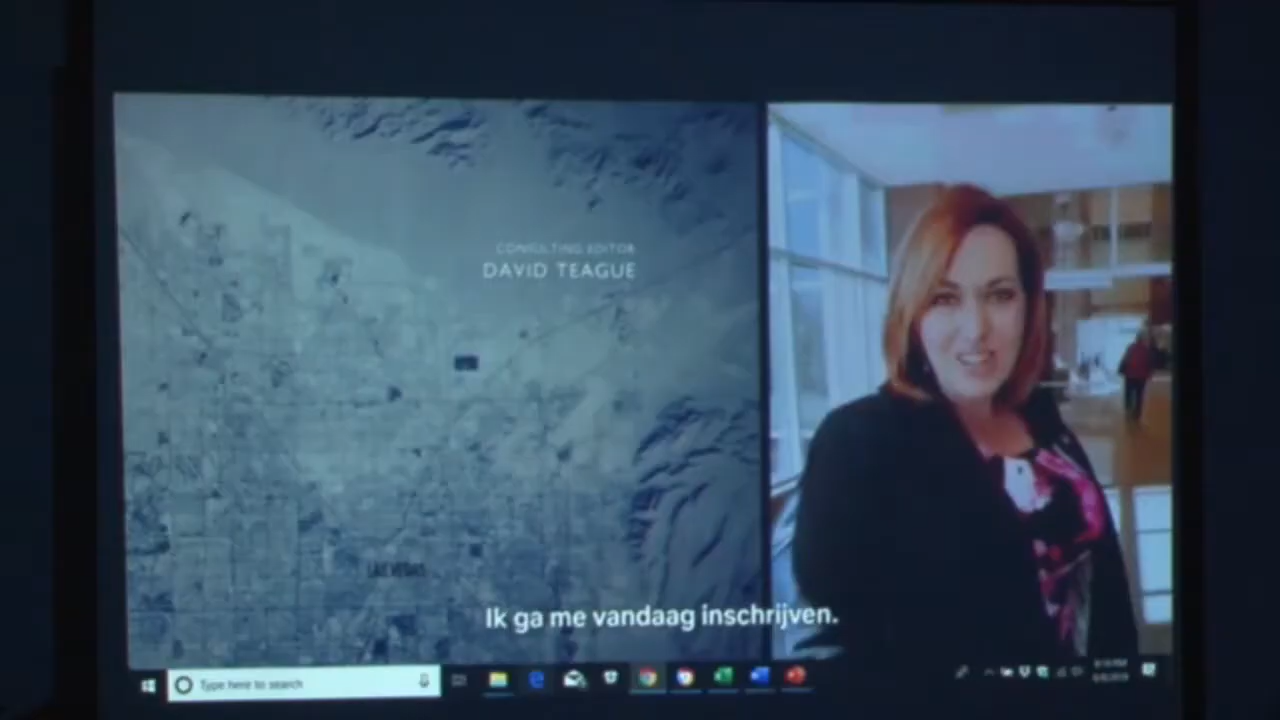 CONSULTING EDITOR
DAVID TEAGUE
LAS VEGAS
Ik ga me vandaag inschrijven.
Type here to search